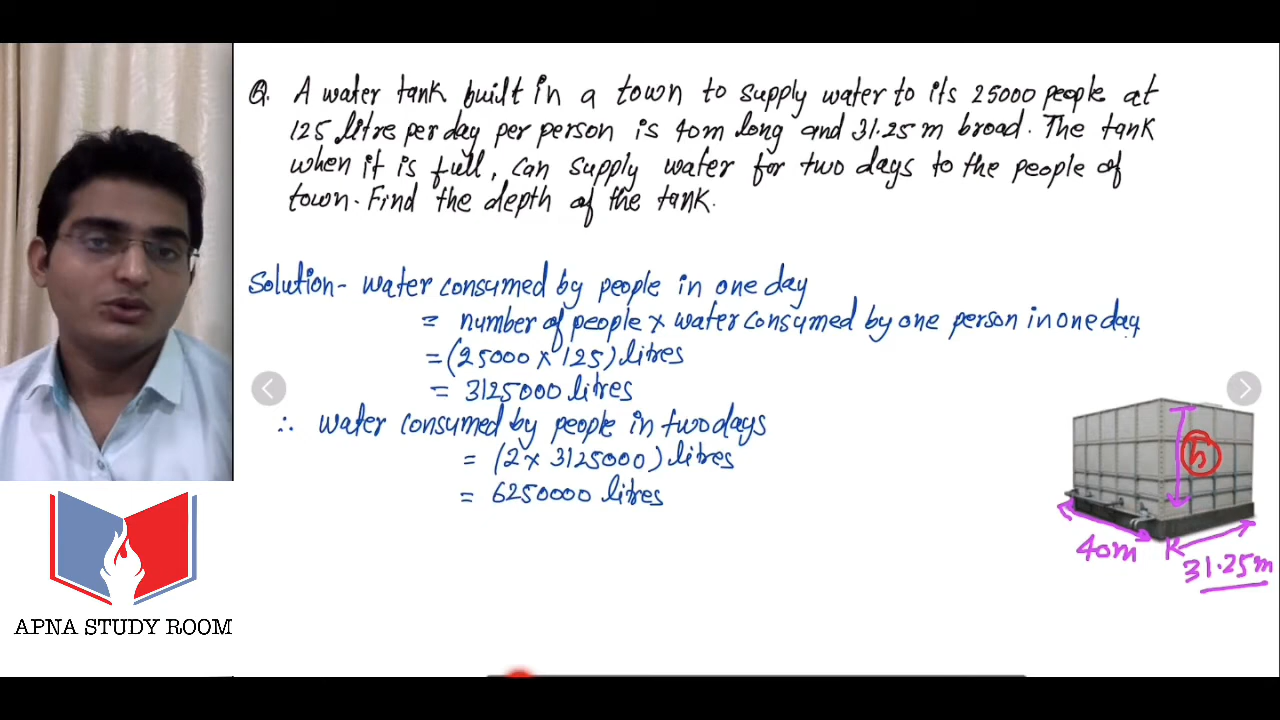 Q. A water tank built in a town to supply water to its 25000 people at
125 litre per day per person is 40m long and 31.25 m broad. The tank
when it is full, can supply water for two days to the people of
town. Find the depth of the tank.
Solution- Water consumed by people in one day
= number of people x water consumed by one person in one day
= (25000 x 125) litres
= 3125000 litres
∴ Water consumed by people in two days
= (2 x 3125000) litres
= 6250000 litres
h
40m
31.25m
APNA STUDY ROOM